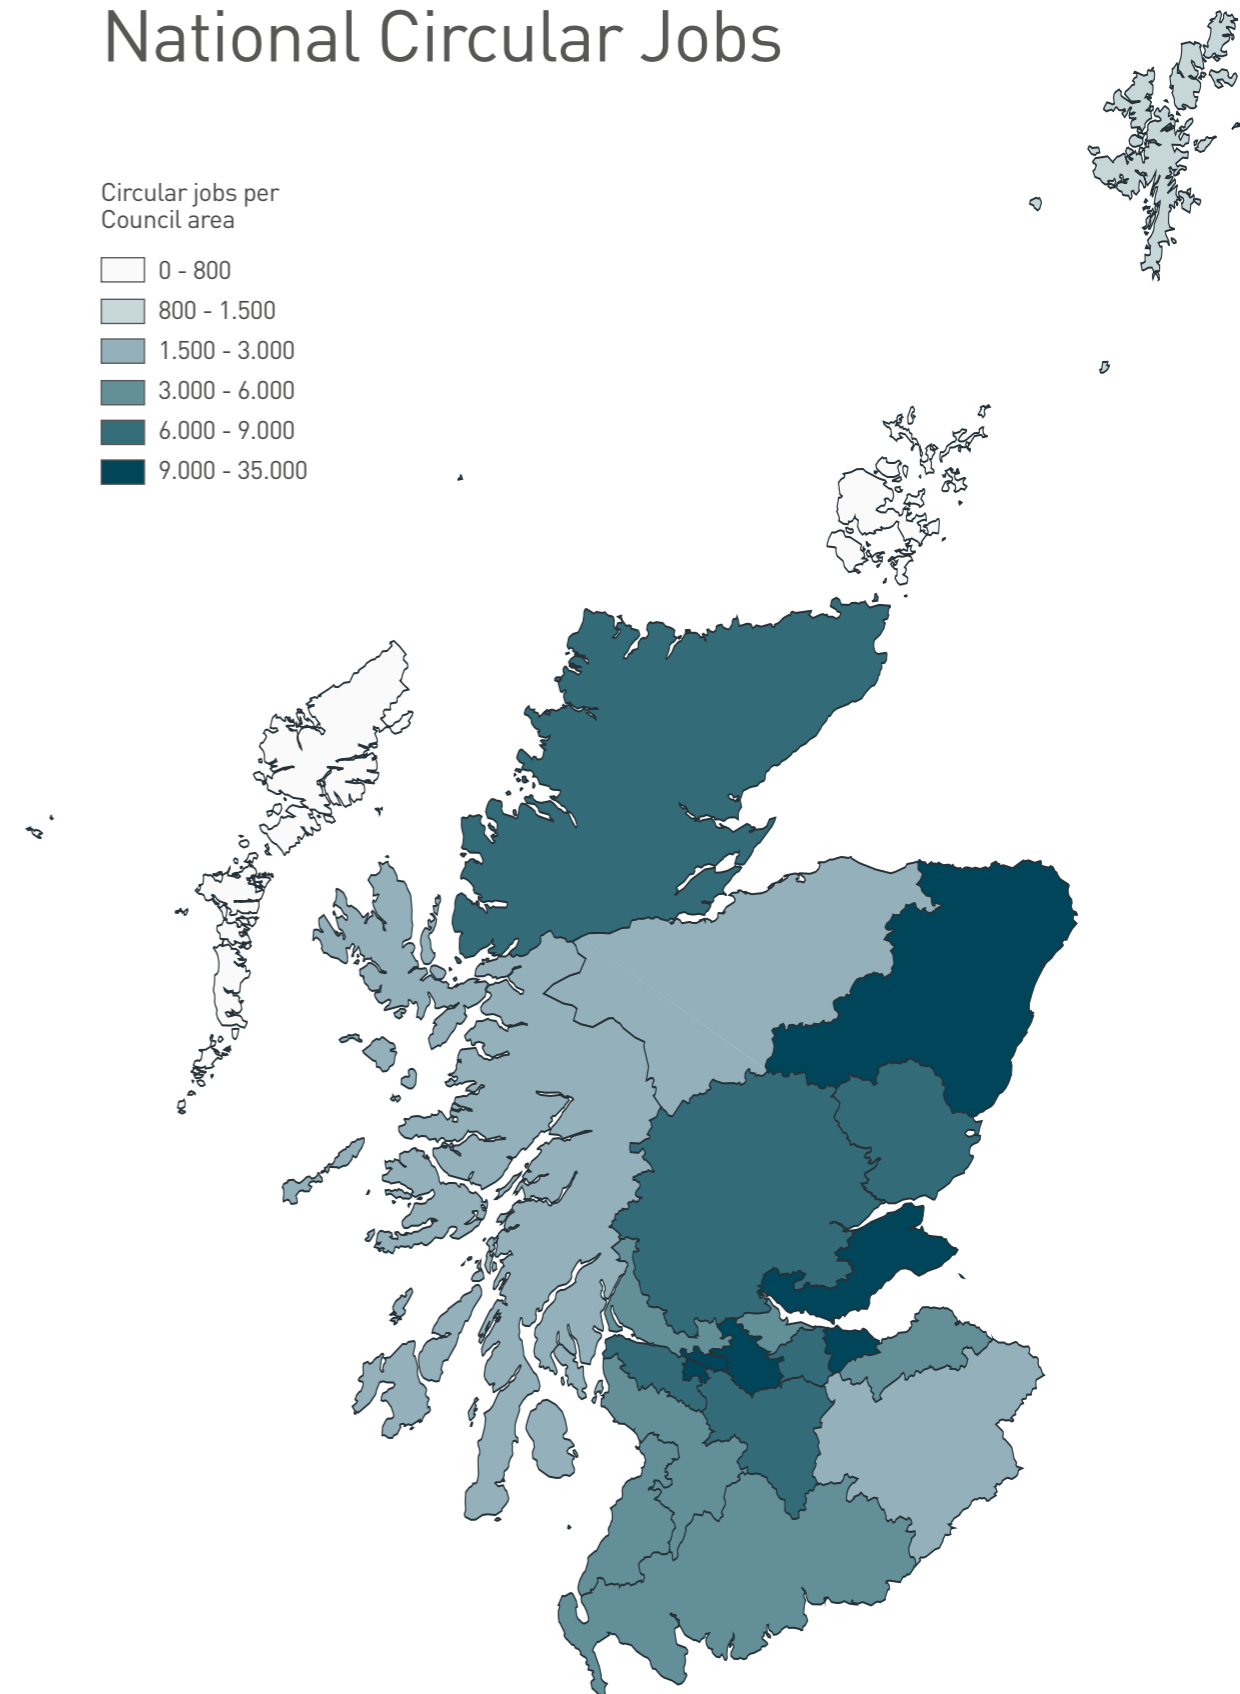 National Circular Jobs
Circular jobs per
Council area
0 - 800
800 - 1.500
1.500 - 3.000
3.000 - 6.000
6.000 - 9.000
9.000 - 35.000